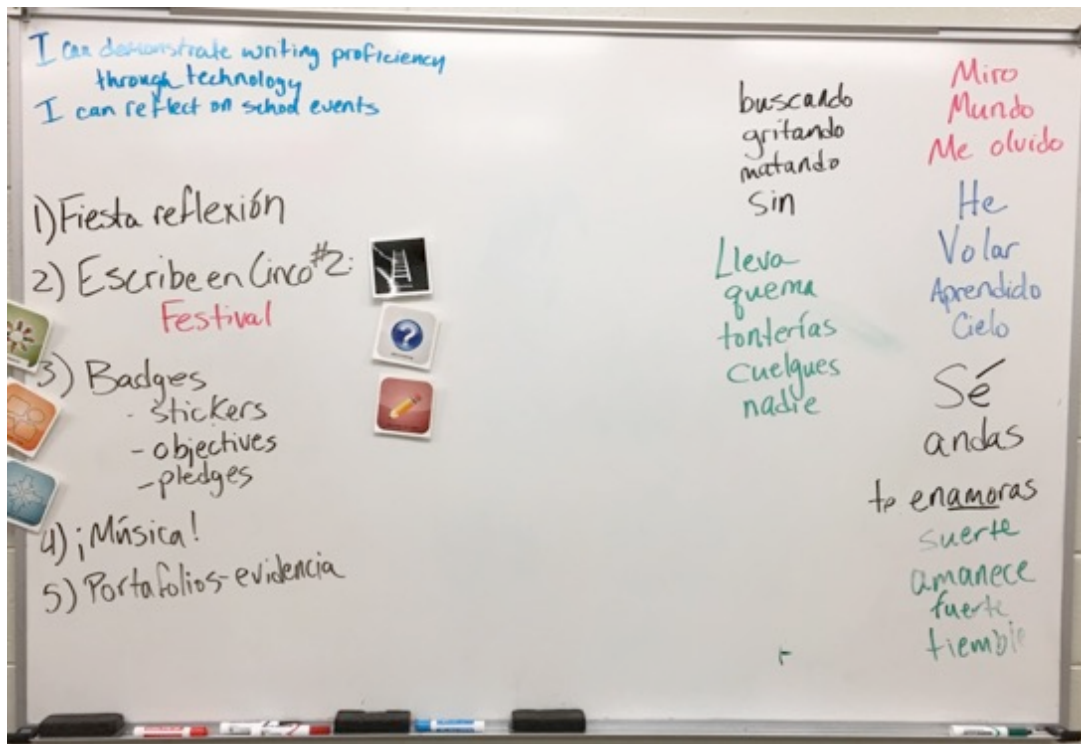 I can demonstrate writing proficiency
through technology
I can reflect on school events
1) Fiesta reflexión
2) Escribe en Cinco #2:
Festival
3) Badges
- stickers
- objectives
- pledges
4) ¡Música!
5) Portafolios-evidencia
buscando
gritando
matando
sin
Lleva
quema
tonterías
cuelgues
nadie
Miro
Mundo
Me olvido
He
Volar
Aprendido
Cielo
Sé
andas
te enamoras
suerte
amanece
fuerte
tiemble